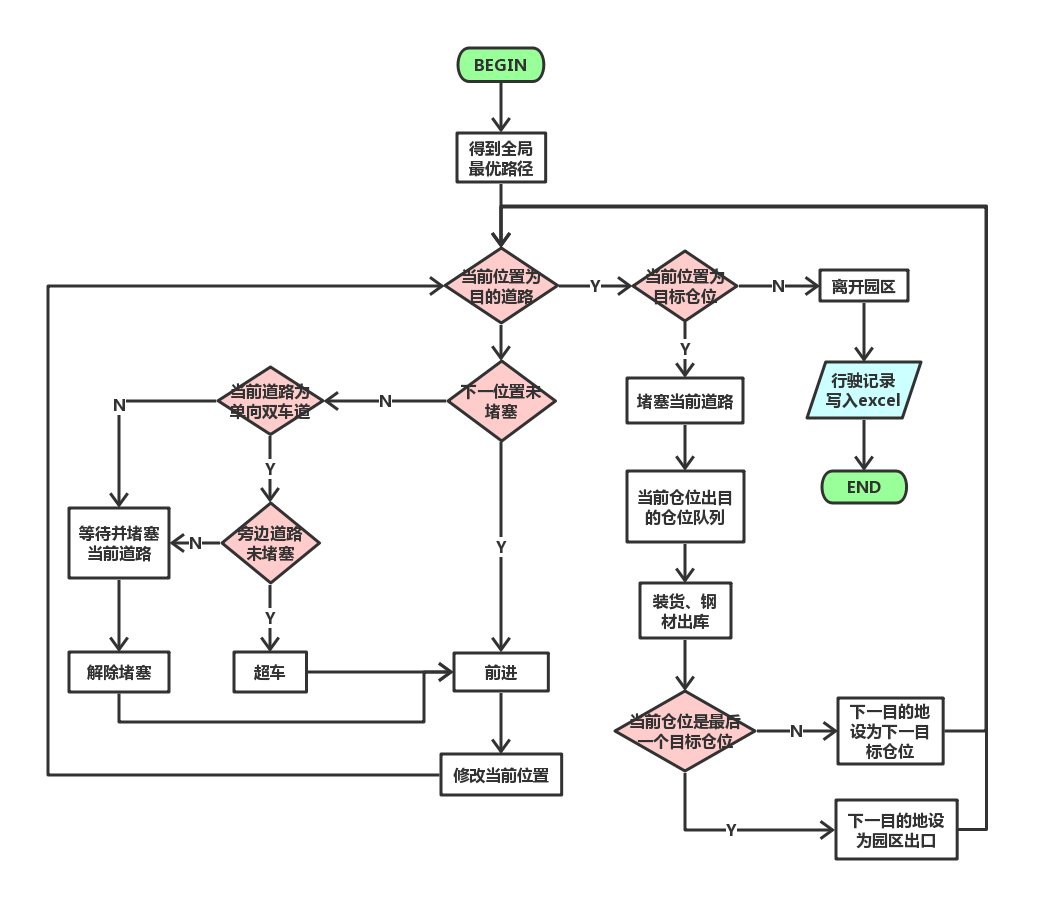 BEGIN
得到全局
最优路径
当前位置为
目的道路
Y
当前位置为
目标仓位
N
离开园区
Y
行驶记录
写入excel
END
当前道路为
单向双车道
N
N
下一位置未
堵塞
堵塞当前道路
Y
当前仓位出目
的仓位队列
等待并堵塞
当前道路
N
旁边道路
未堵塞
Y
装货、钢
材出库
Y
解除堵塞
超车
前进
当前仓位是最后
一个目标仓位
N
下一目的地
设为下一目
标仓位
修改当前位置
Y
下一目的地设
为园区出口